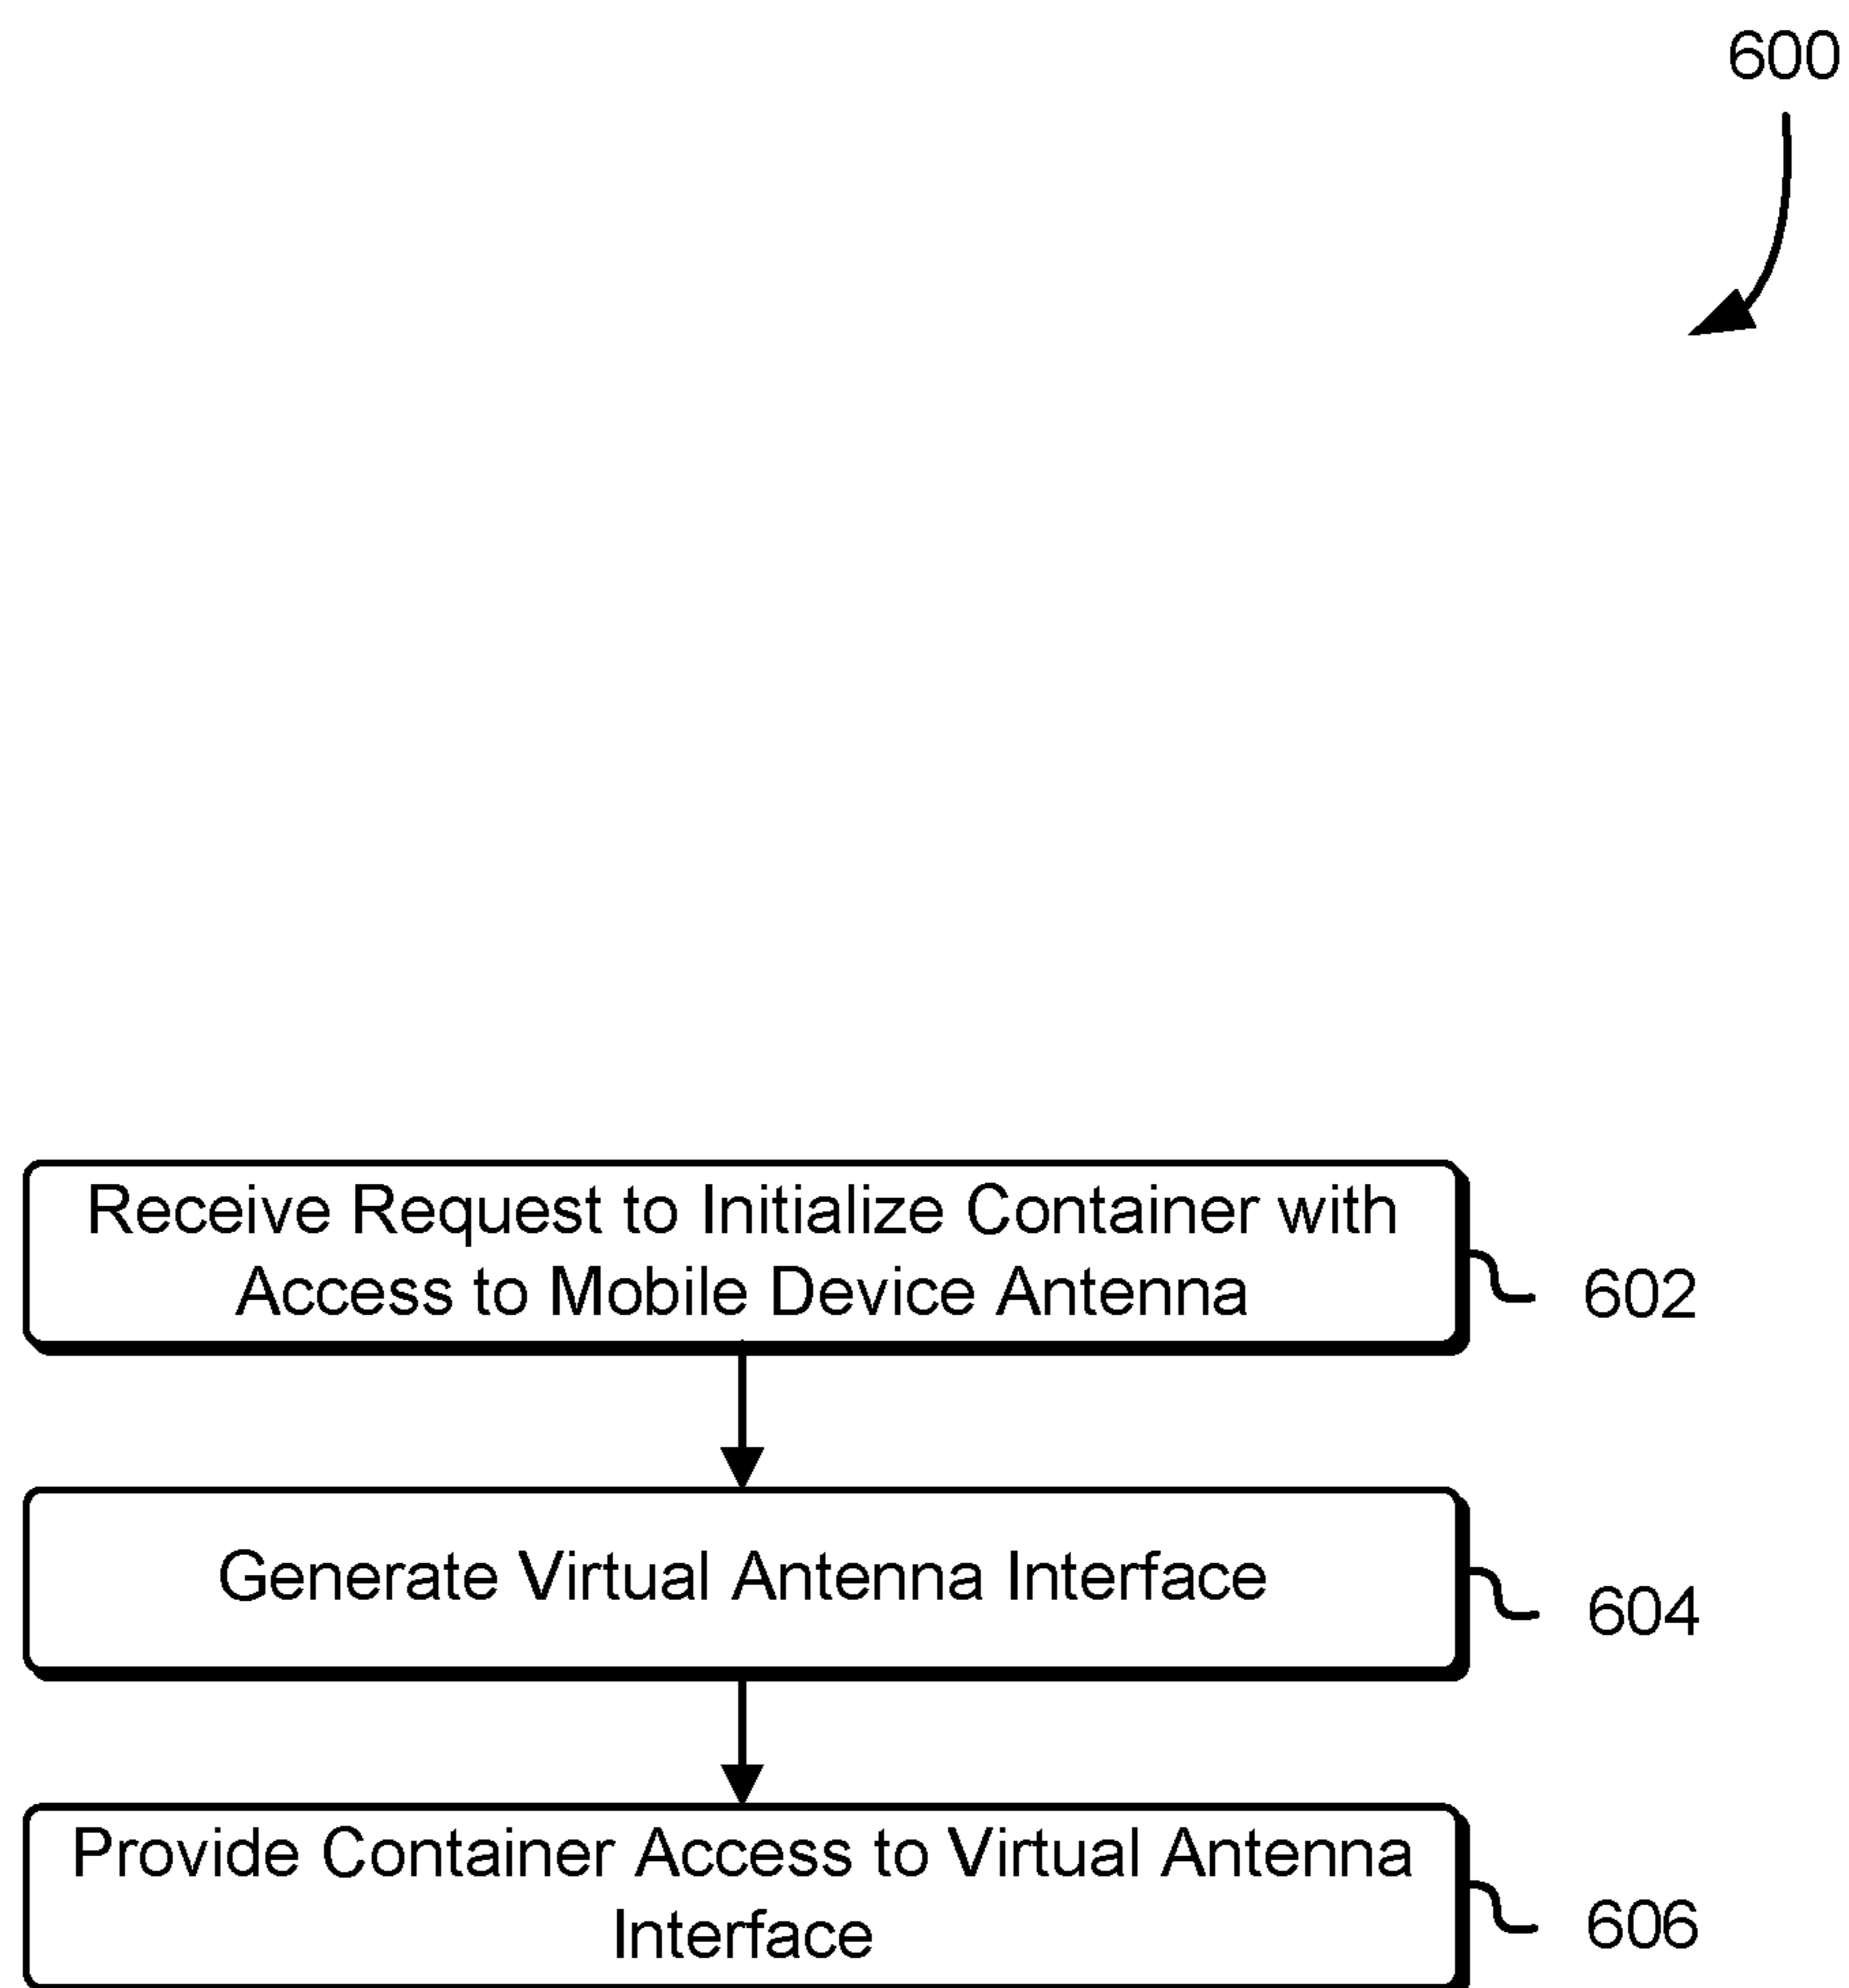 600
Receive Request to Initialize Container with
Access to Mobile Device Antenna
602
Generate Virtual Antenna Interface
604
Provide Container Access to Virtual Antenna
Interface
606